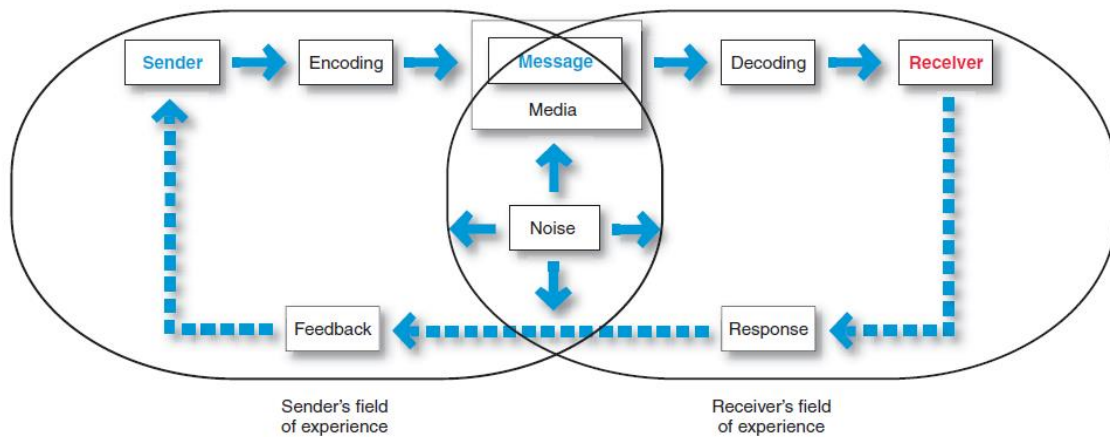 Sender
Encoding
Message
Media
Decoding
Receiver
Noise
Feedback
Response
Sender's field
of experience
Receiver's field
of experience